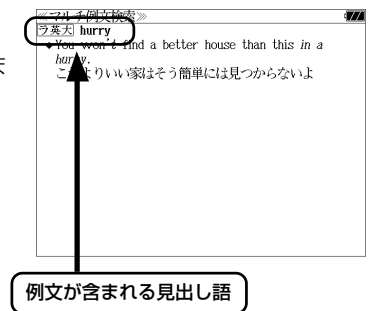 ≪マルチ例文検索≫
ラ英大 hurry
◆You won't find a better house than this in a
hurry.
これよりいい家はそう簡単には見つからないよ
例文が含まれる見出し語